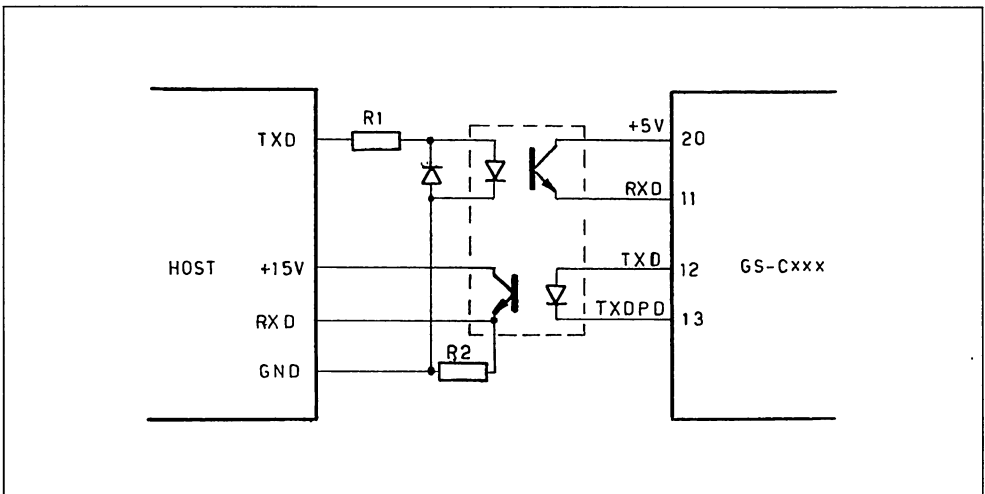 R1
TXD
+5V
20
RXD
11
HOST
+15V
TXD
12
GS-Cxxx
RXD
TXDPD
13
R2
GND